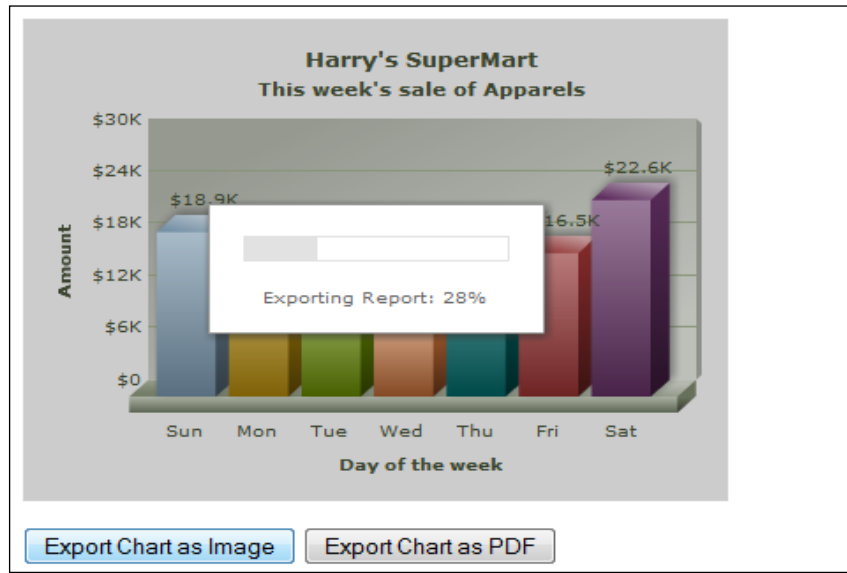 Harry's SuperMart
This week's sale of Apparels
$30K
$24K
$22.6K
$18.9K
$18K
16.5K
Amount
$12K
Exporting Report: 28%
$6K
$0
Sun Mon Tue Wed Thu Fri Sat
Day of the week
Export Chart as Image Export Chart as PDF